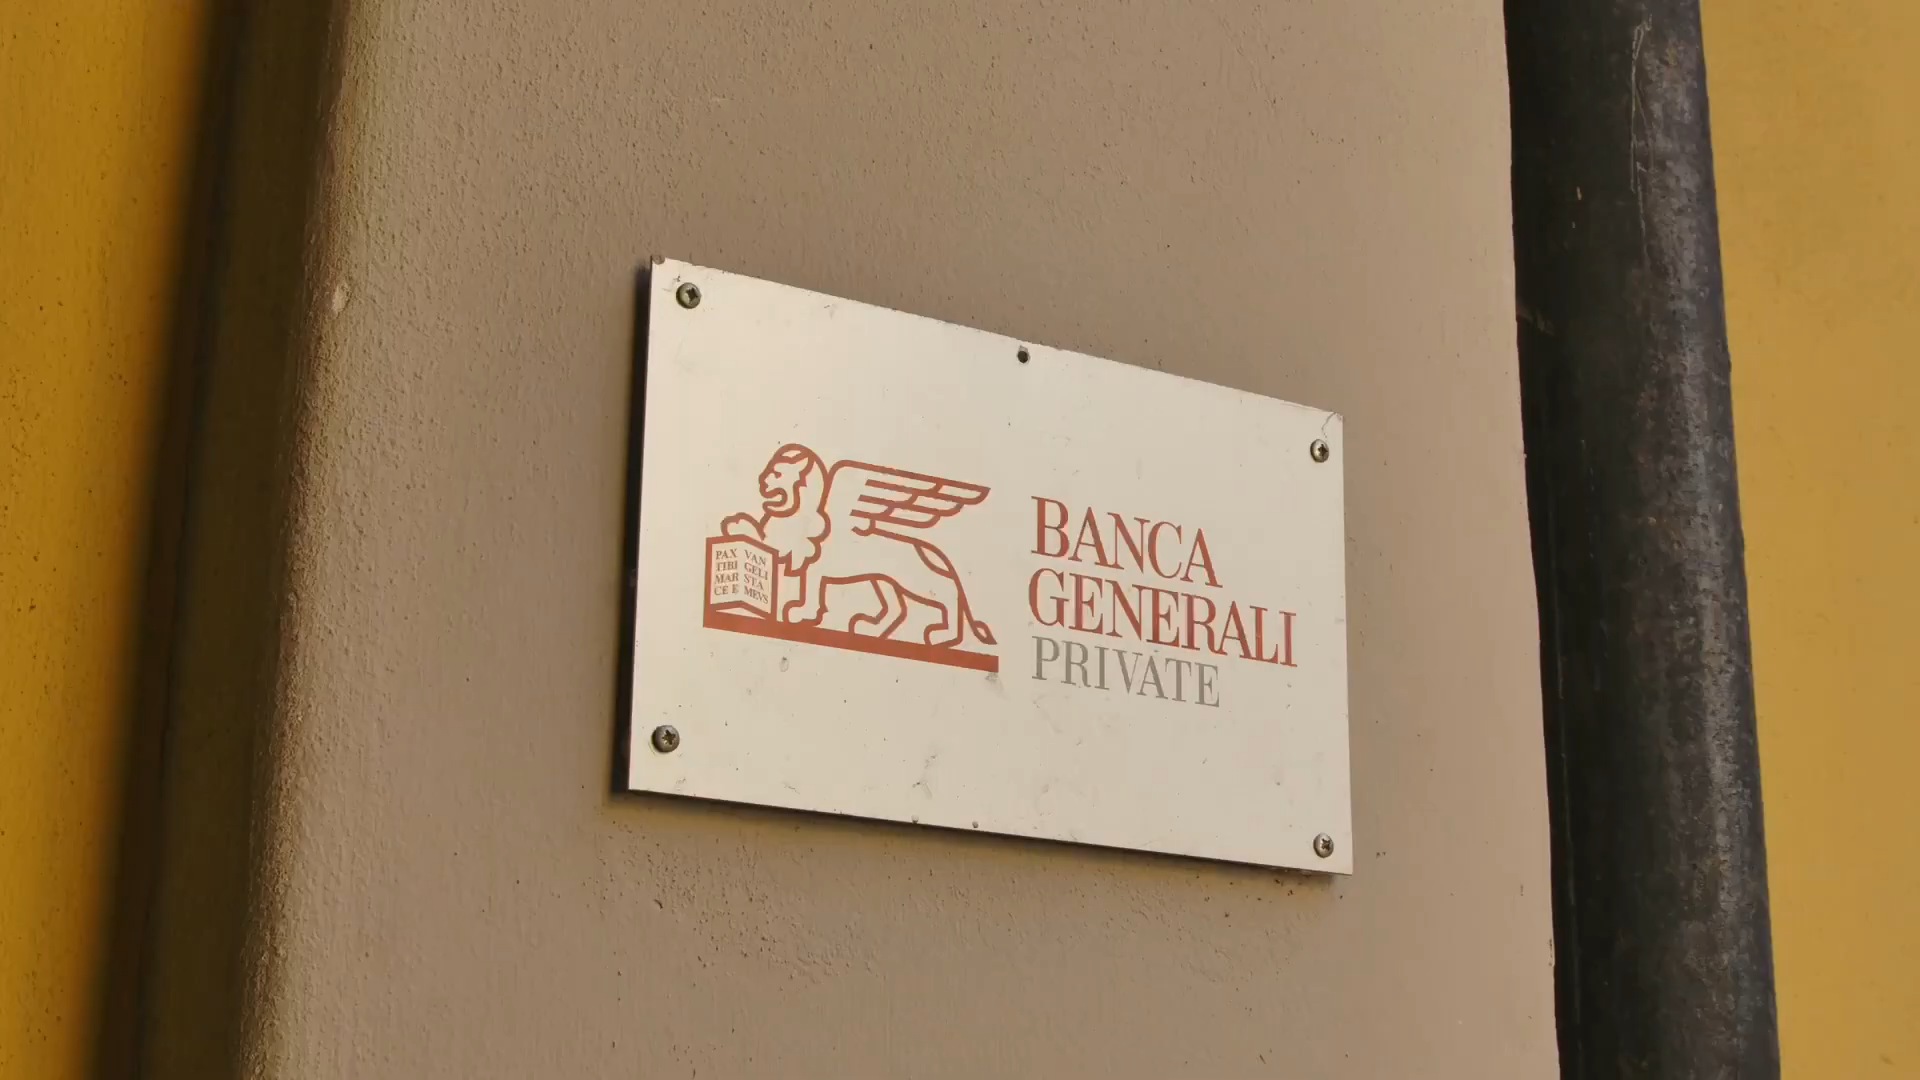 PAX VAN
TIBI GELI
MAR STA
CE E MEVS
BANCA
GENERALI
PRIVATE